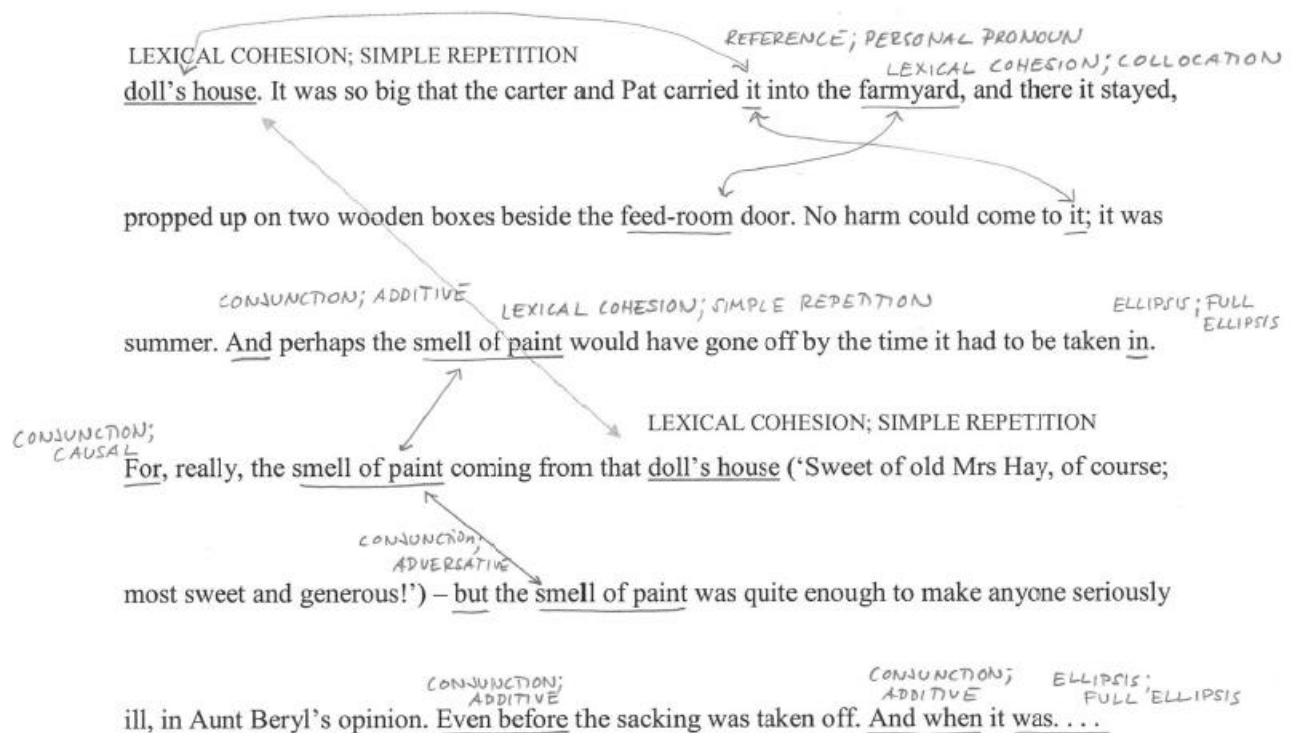 REFERENCE; PERSONAL PRONOUN
LEXICAL COHESION; SIMPLE REPETITION
LEXICAL COHESION; COLLOCATION
doll's house. It was so big that the carter and Pat carried it into the farmyard, and there it stayed,
propped up on two wooden boxes beside the feed-room door. No harm could come to it; it was
CONJUNCTION; ADDITIVE LEXICAL COHESION; SIMPLE REPETITION ELLIPSIS; FULL
ELLIPSIS
summer. And perhaps the smell of paint would have gone off by the time it had to be taken in.
LEXICAL COHESION; SIMPLE REPETITION
CONJUNCTION;
CAUSAL
For, really, the smell of paint coming from that doll's house (‘Sweet of old Mrs Hay, of course;
CONJUNCTION;
ADVERSATIVE
most sweet and generous!’) – but the smell of paint was quite enough to make anyone seriously
CONJUNCTION; CONJUNCTION; ELLIPSIS;
ADDITIVE ADDITIVE FULL ELLIPSIS
ill, in Aunt Beryl's opinion. Even before the sacking was taken off. And when it was. . . .